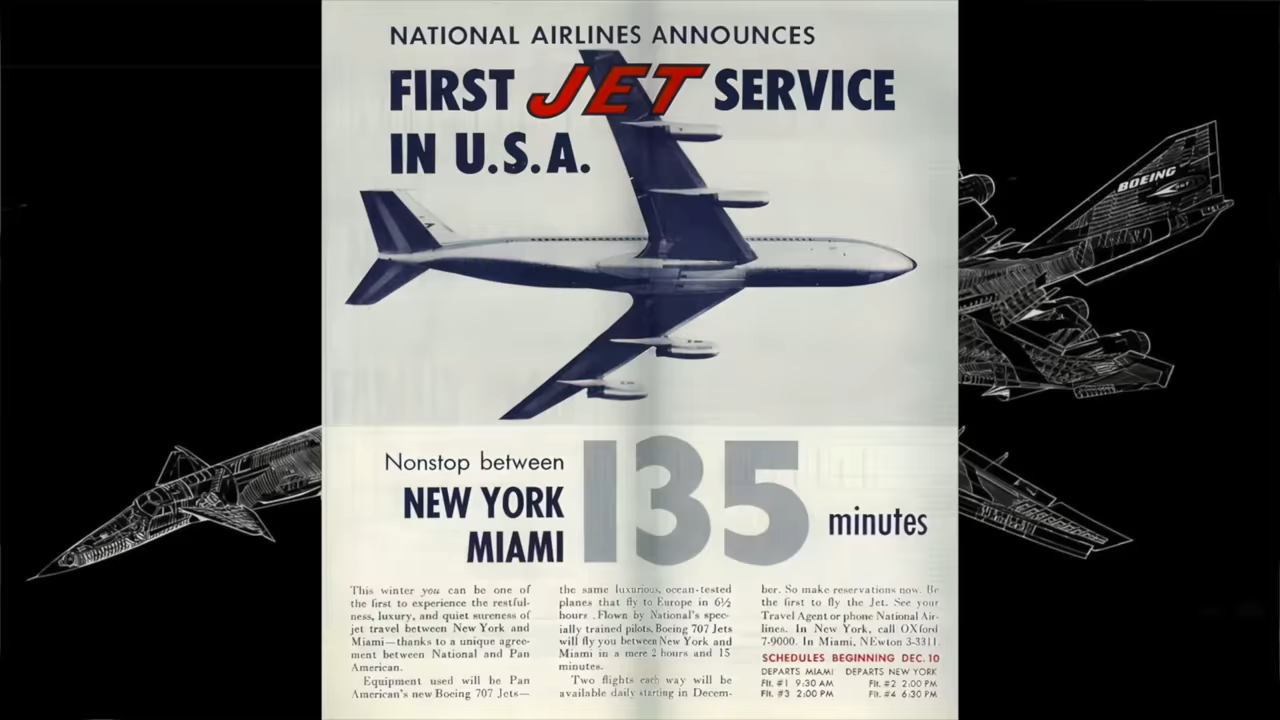 NATIONAL AIRLINES ANNOUNCES
FIRST JET SERVICE
IN U.S.A.
BOEING
Nonstop between
NEW YORK
MIAMI
135
minutes
This winter you can be one of
the first to experience the restful-
ness, luxury, and quiet sureness of
jet travel between New York and
Miami—thanks to a unique agree-
ment between National and Pan
American.
Equipment used will be Pan
American's new Boeing 707 Jets—
the same luxurious, ocean-tested
planes that fly to Europe in 6½
hours. Flown by National's spec-
ially trained pilots, Boeing 707 Jets
will fly you between New York and
Miami in a mere 2 hours and 15
minutes.
Two flights each way will be
available daily starting in Decem-
ber. So make reservations now. Be
the first to fly the Jet. See your
Travel Agent or phone National Air-
lines. In New York, call OXford
7-9000. In Miami, NEwton 3-3311.
SCHEDULES BEGINNING DEC. 10
DEPARTS MIAMI DEPARTS NEW YORK
Flt. #1 9:30 AM Flt. #2 2:00 PM
Flt. #3 2:00 PM Flt. #4 6:30 PM